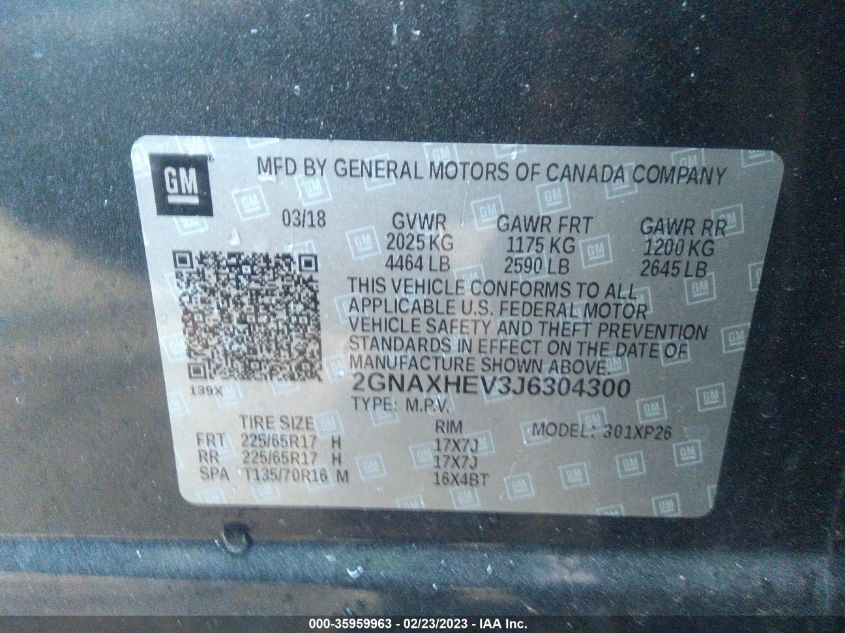 GM
MFD BY GENERAL MOTORS OF CANADA COMPANY
03/18 GVWR GAWR FRT GAWR RR
2025 KG 1175 KG 1200 KG
4464 LB 2590 LB 2645 LB
THIS VEHICLE CONFORMS TO ALL
APPLICABLE U.S. FEDERAL MOTOR
VEHICLE SAFETY AND THEFT PREVENTION
STANDARDS IN EFFECT ON THE DATE OF
MANUFACTURE SHOWN ABOVE.
139X 2GNAXHEV3J6304300
TYPE: M.P.V.
TIRE SIZE RIM MODEL: 301XP26
FRT 225/65R17 H 17X7J
RR 225/65R17 H 17X7J
SPA T135/70R16 M 16X4BT
000-35959963 - 02/23/2023 - IAA Inc.